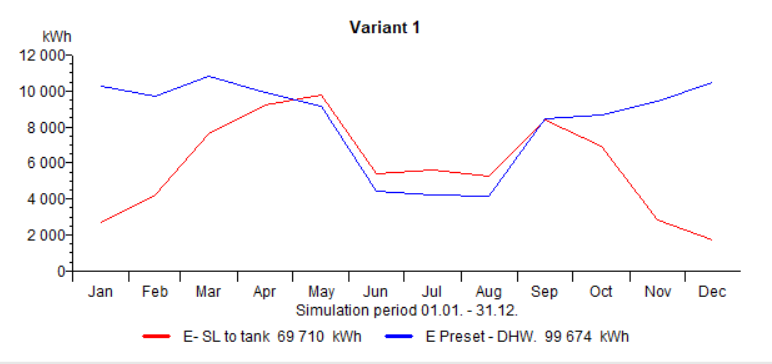 Variant 1
kWh
12 000
10 000
8 000
6 000
4 000
2 000
0
Jan Feb Mar Apr May Jun Jul Aug Sep Oct Nov Dec
Simulation period 01.01. - 31.12.
E- SL to tank 69 710 kWh E Preset - DHW. 99 674 kWh